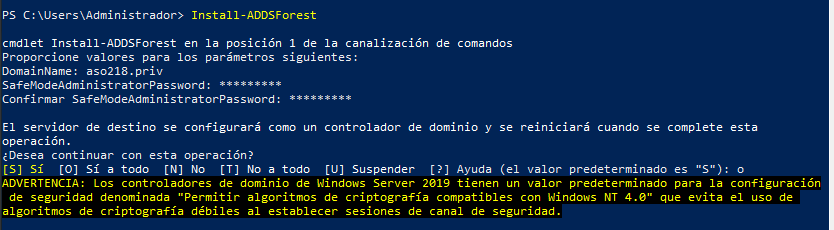 PS C:\Users\Administrador> Install-ADDSForest
cmdlet Install-ADDSForest en la posición 1 de la canalización de comandos
Proporcione valores para los parámetros siguientes:
DomainName: aso218.priv
SafeModeAdministratorPassword: *********
Confirmar SafeModeAdministratorPassword: *********
El servidor de destino se configurará como un controlador de dominio y se reiniciará cuando se complete esta
operación.
¿Desea continuar con esta operación?
[S] Sí  [O] Sí a todo  [N] No  [T] No a todo  [U] Suspender  [?] Ayuda (el valor predeterminado es "S"): o
ADVERTENCIA: Los controladores de dominio de Windows Server 2019 tienen un valor predeterminado para la configuración
 de seguridad denominada "Permitir algoritmos de criptografía compatibles con Windows NT 4.0" que evita el uso de
algoritmos de criptografía débiles al establecer sesiones de canal de seguridad.